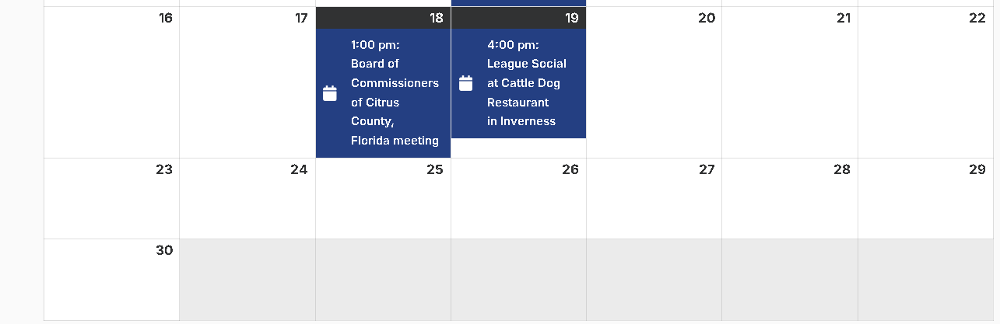 16
17
18
19
20
21
22
1:00 pm:
Board of
Commissioners
of Citrus
County,
Florida meeting
4:00 pm:
League Social
at Cattle Dog
Restaurant
in Inverness
23
24
25
26
27
28
29
30